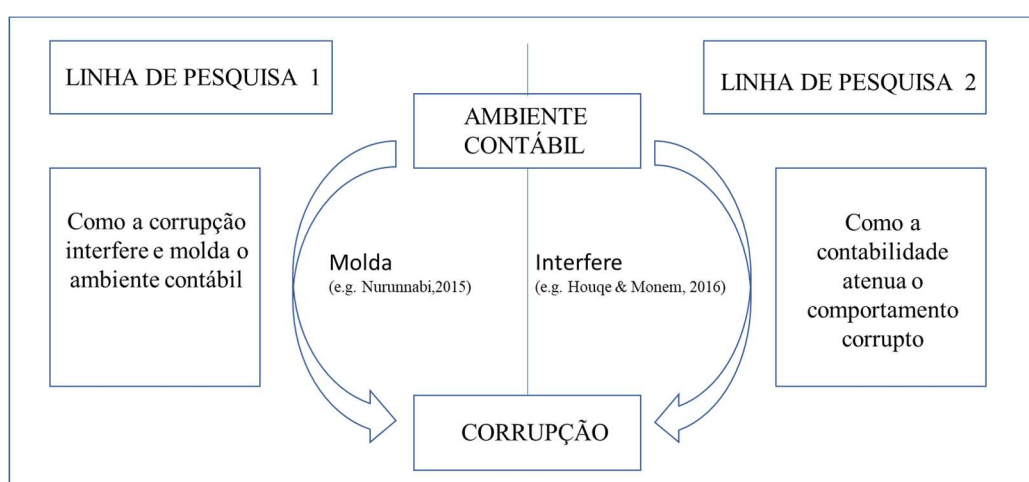 LINHA DE PESQUISA 1
LINHA DE PESQUISA 2
AMBIENTE
CONTÁBIL
Como a corrupção
interfere e molda o
ambiente contábil
Molda
(e.g. Nurunnabi,2015)
Interfere
(e.g. Houqe & Monem, 2016)
Como a
contabilidade
atenua o
comportamento
corrupto
CORRUPÇÃO